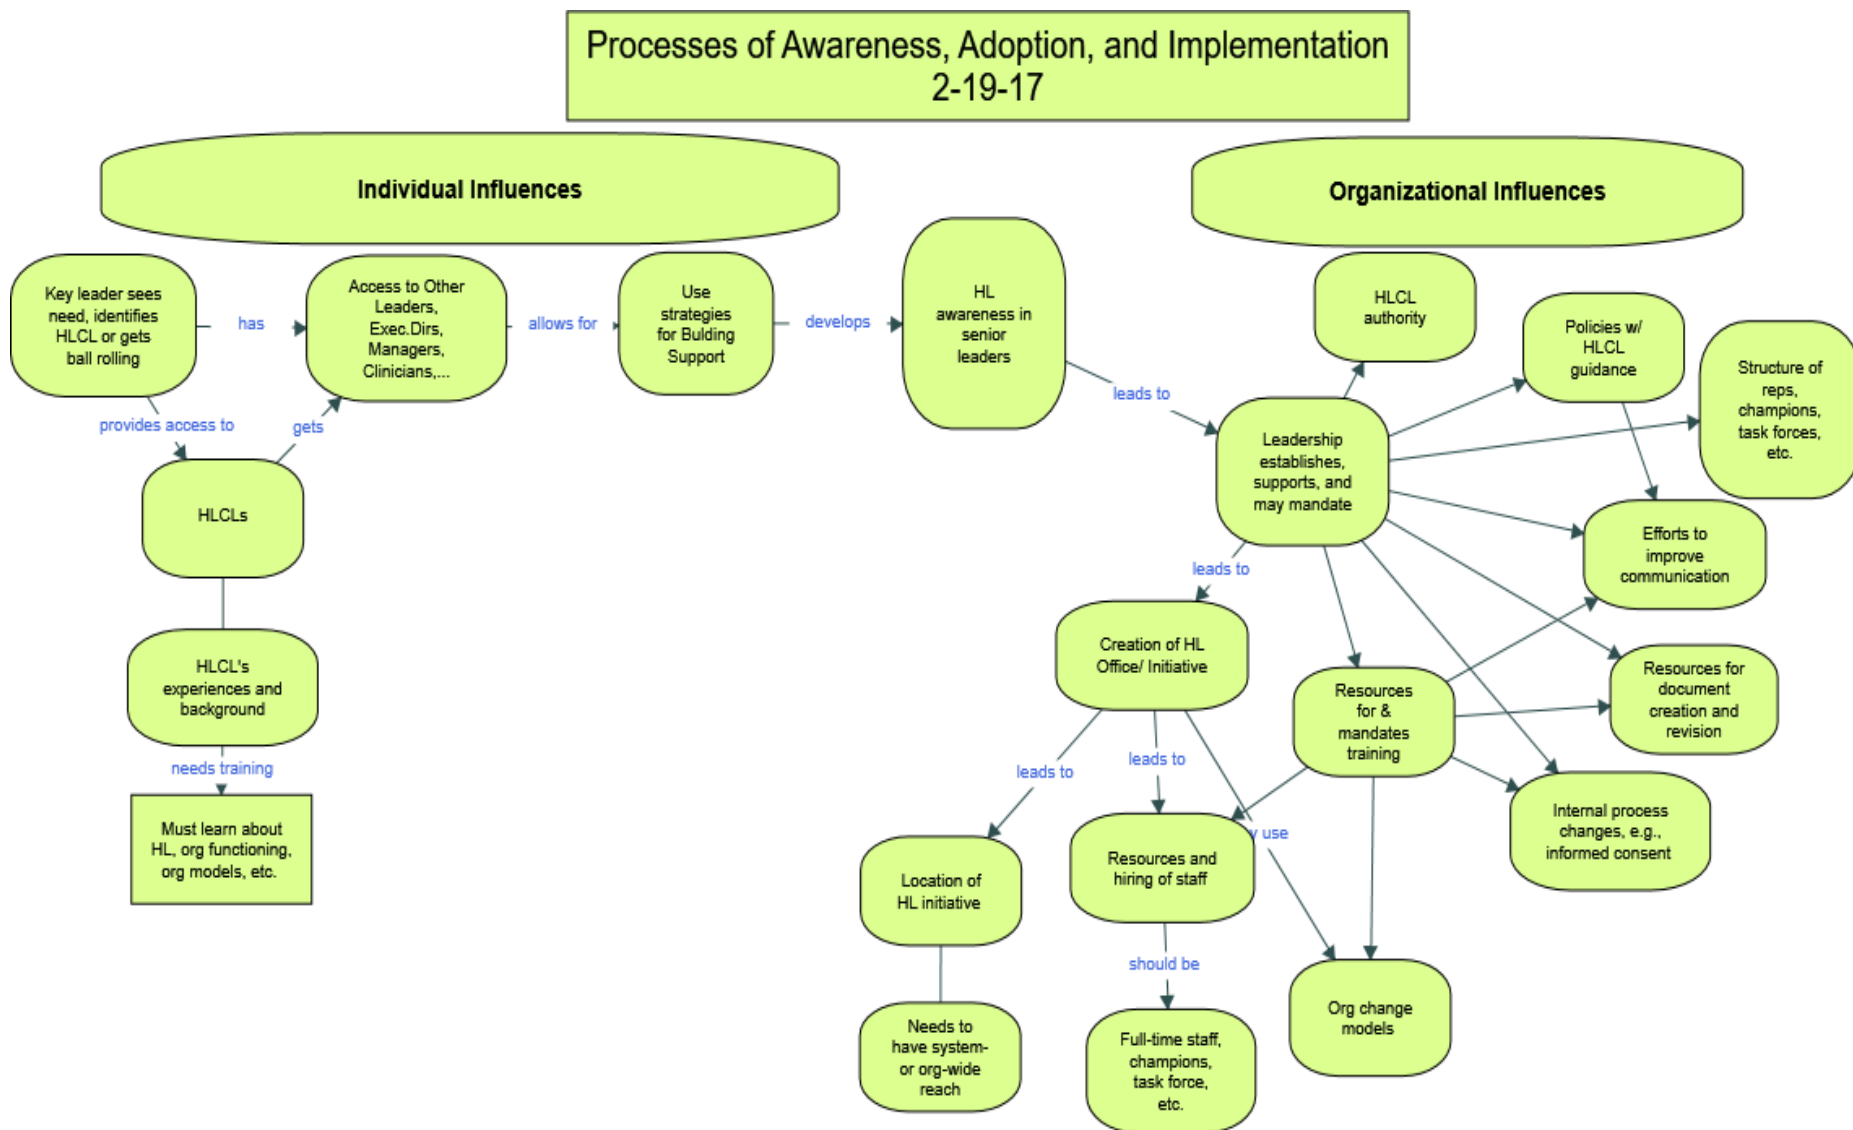 Processes of Awareness, Adoption, and Implementation
2-19-17
Individual Influences
Organizational Influences
Key leader sees
need, identifies
HLCL or gets
ball rolling
has
Access to Other
Leaders,
Exec.Dirs,
Managers,
Clinicians,...
allows for
Use
strategies
for Bulding
Support
develops
HL
awareness in
senior
leaders
leads to
HLCL
authority
Policies w/
HLCL
guidance
Structure of
reps,
champions,
task forces,
etc.
provides access to
gets
HLCLs
Leadership
establishes,
supports, and
may mandate
Efforts to
improve
communication
leads to
HLCL's
experiences and
background
needs training
Must learn about
HL, org functioning,
org models, etc.
Creation of HL
Office/ Initiative
Resources
for &
mandates
training
Resources for
document
creation and
revision
leads to
leads to
y use
Internal process
changes, e.g.,
informed consent
Location of
HL initiative
Resources and
hiring of staff
should be
Needs to
have system-
or org-wide
reach
Full-time staff,
champions,
task force,
etc.
Org change
models